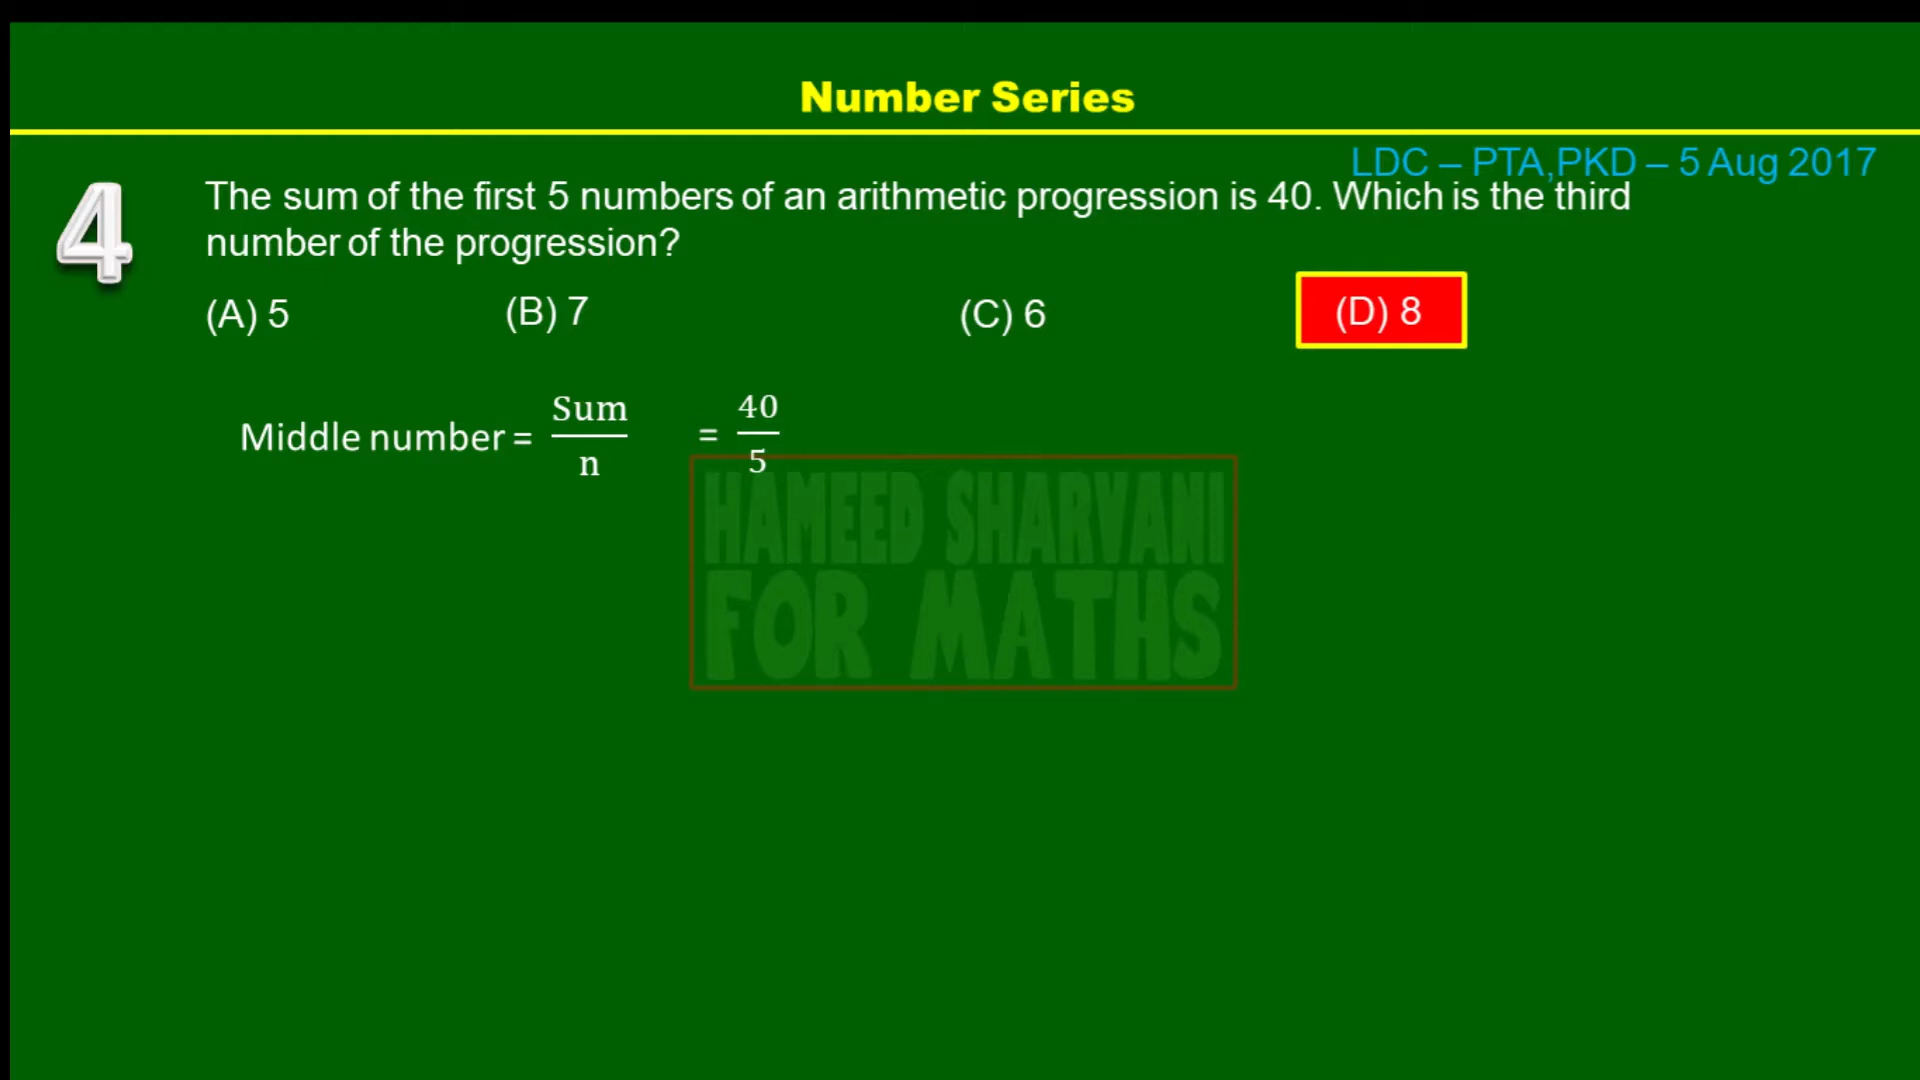 Number Series
LDC – PTA,PKD – 5 Aug 2017
4
The sum of the first 5 numbers of an arithmetic progression is 40. Which is the third
number of the progression?
(A) 5 (B) 7 (C) 6 (D) 8
Middle number = Sum/n = 40/5
HAMEED SHARVANI
FOR MATHS